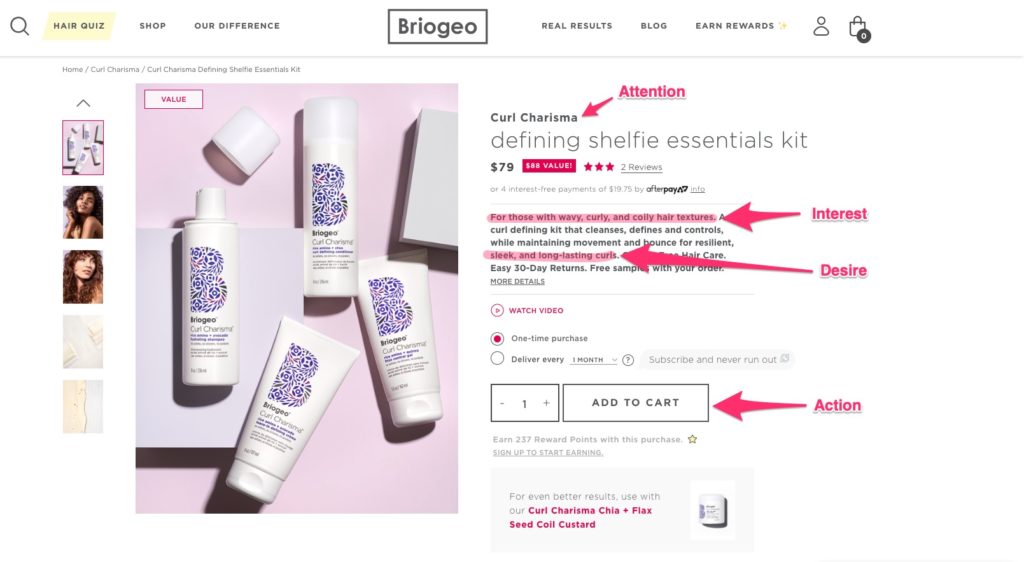 HAIR QUIZ
SHOP
OUR DIFFERENCE
Briogeo
REAL RESULTS
BLOG
EARN REWARDS ✨
0
Home / Curl Charisma / Curl Charisma Defining Shelfie Essentials Kit
VALUE
Attention
Curl Charisma
defining shelfie essentials kit
$79 $88 VALUE! 2 Reviews
or 4 interest-free payments of $19.75 by afterpay info
For those with wavy, curly, and coily hair textures. A
Interest
curl defining kit that cleanses, defines and controls,
while maintaining movement and bounce for resilient,
sleek, and long-lasting curls. Hair Care.
Desire
Easy 30-Day Returns. Free samples with your order.
MORE DETAILS
WATCH VIDEO
One-time purchase
Deliver every 1 MONTH ? Subscribe and never run out
- 1 + ADD TO CART
Action
Earn 237 Reward Points with this purchase.
SIGN UP TO START EARNING.
For even better results, use with
our Curl Charisma Chia + Flax
Seed Coil Custard
Briogeo
Curl Charisma
Briogeo
Curl Charisma
Briogeo
Curl Charisma
Briogeo
Curl Charisma